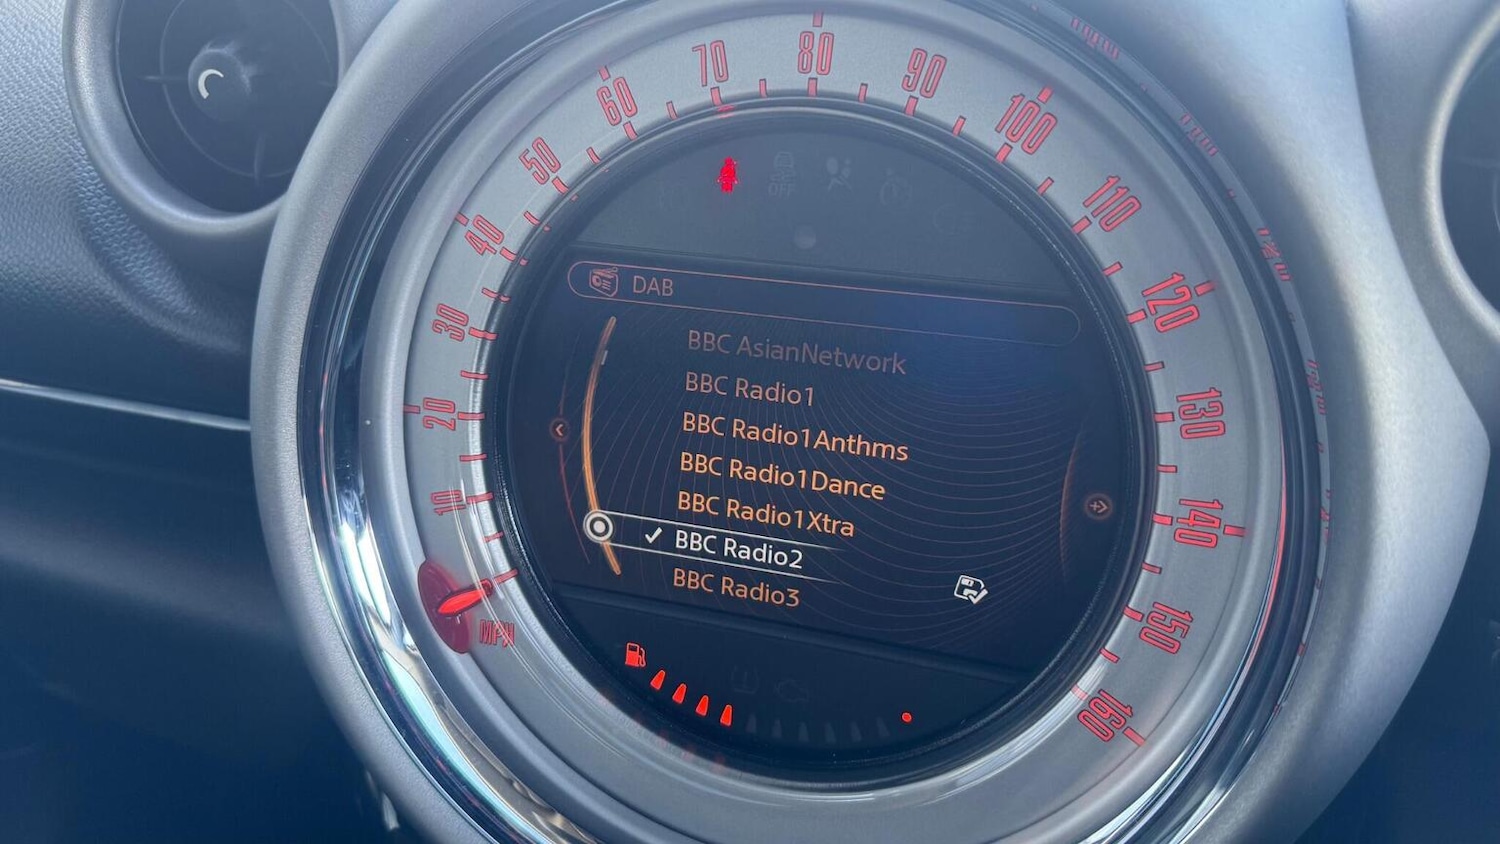 10
20
30
40
50
60
70
80
90
100
110
120
130
140
150
160
MPH
OFF
DAB
BBC AsianNetwork
BBC Radio1
BBC Radio1Anthms
BBC Radio1Dance
BBC Radio1Xtra
BBC Radio2
BBC Radio3